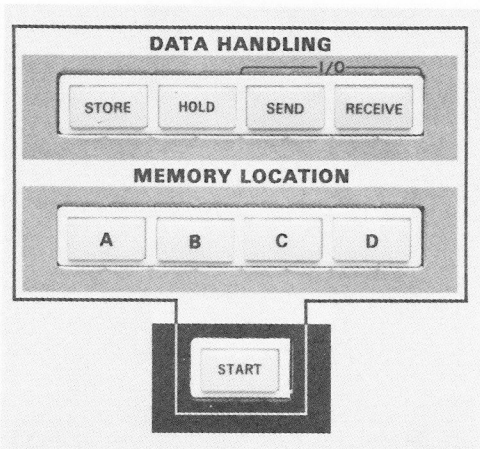 DATA HANDLING
I/O
STORE HOLD SEND RECEIVE
MEMORY LOCATION
A B C D
START